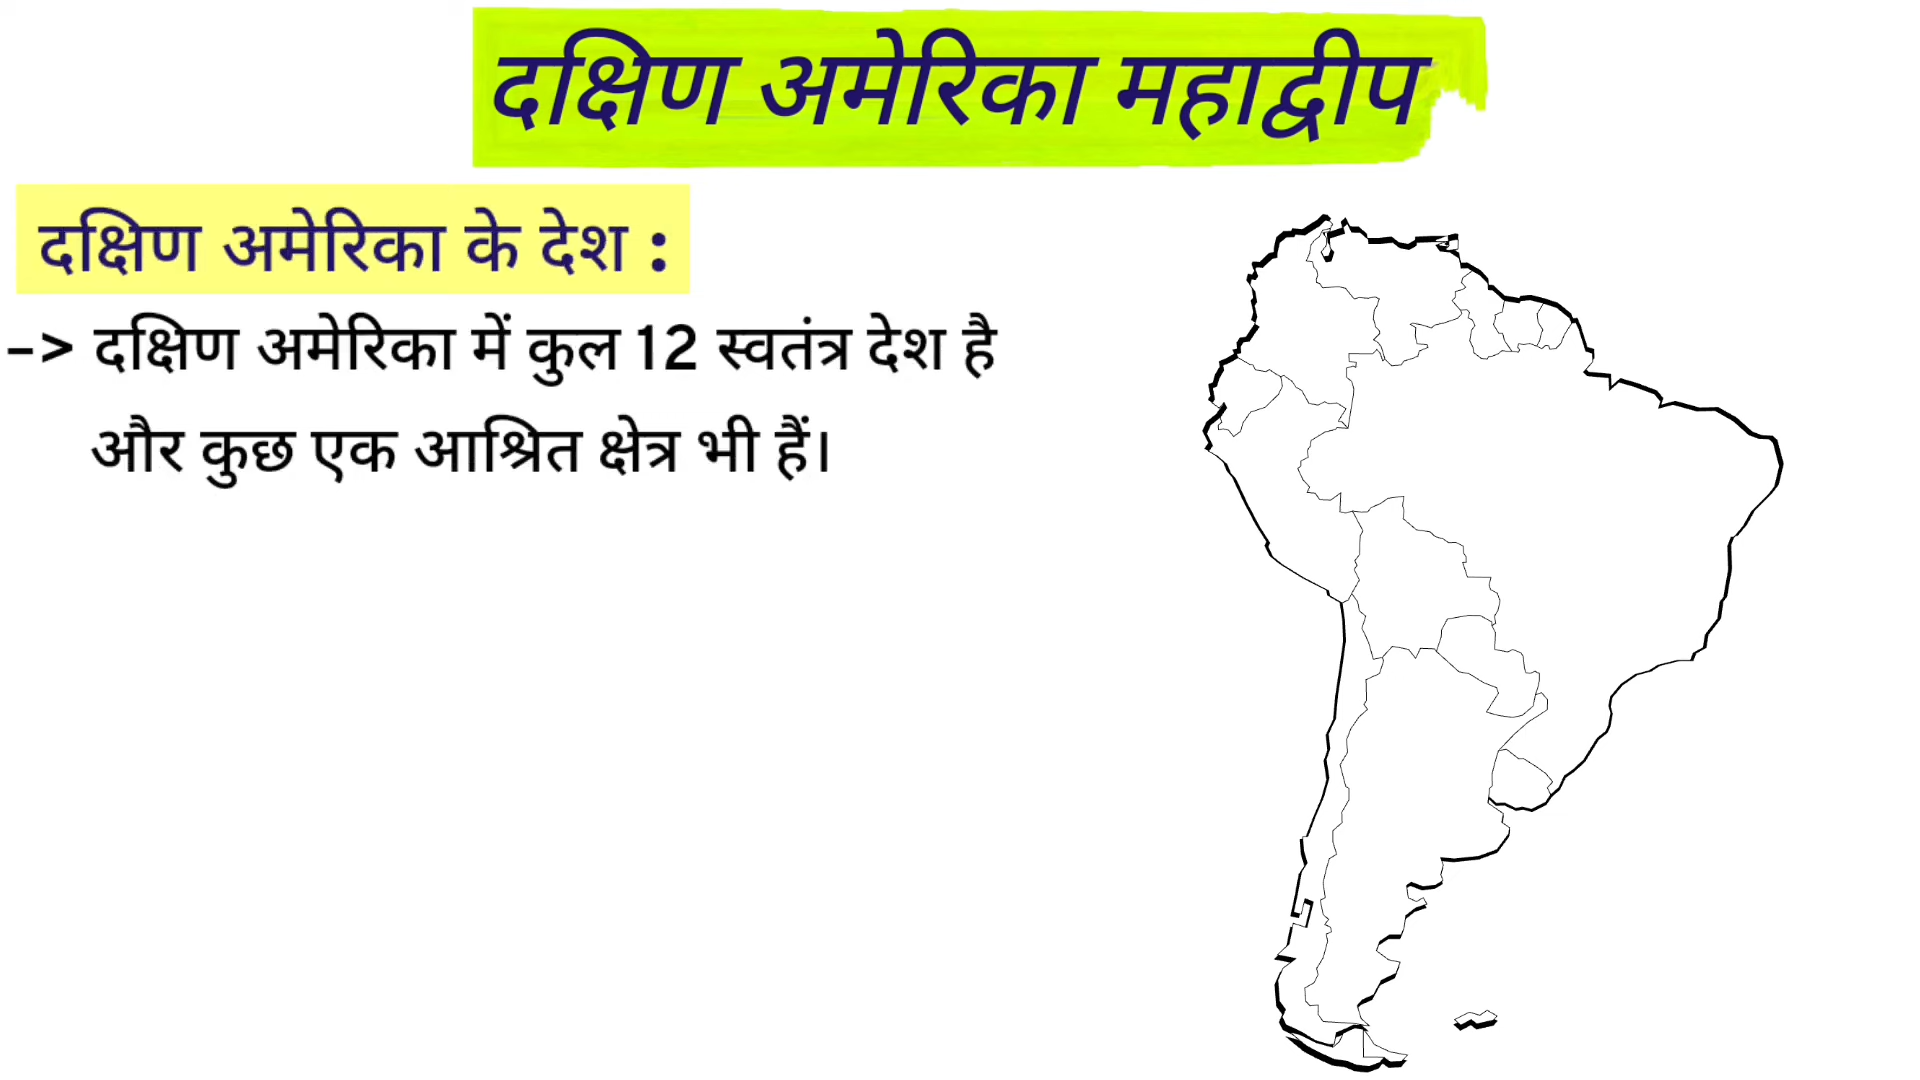 दक्षिण अमेरिका महाद्वीप
दक्षिण अमेरिका के देश :
-> दक्षिण अमेरिका में कुल 12 स्वतंत्र देश है
और कुछ एक आश्रित क्षेत्र भी हैं।